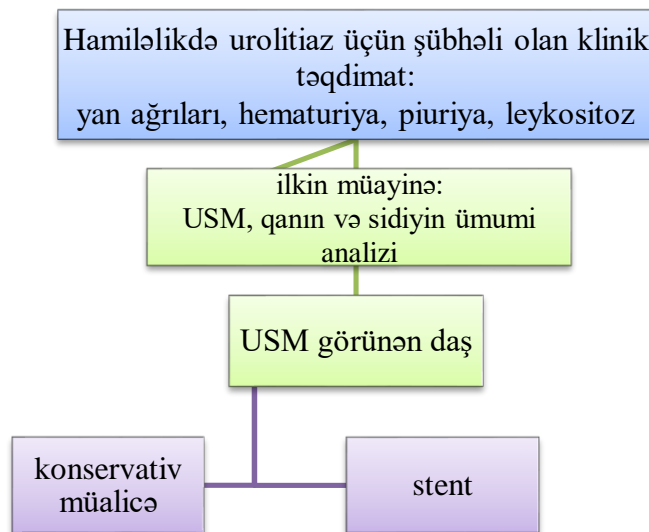 Hamiləlikdə urolitiaz üçün şübhəli olan klinik
təqdimat:
yan ağrıları, hematuriya, piuriya, leykositoz
ilkin müayinə:
USM, qanın və sidiyin ümumi
analizi
USM görünən daş
konservativ
müalicə
stent